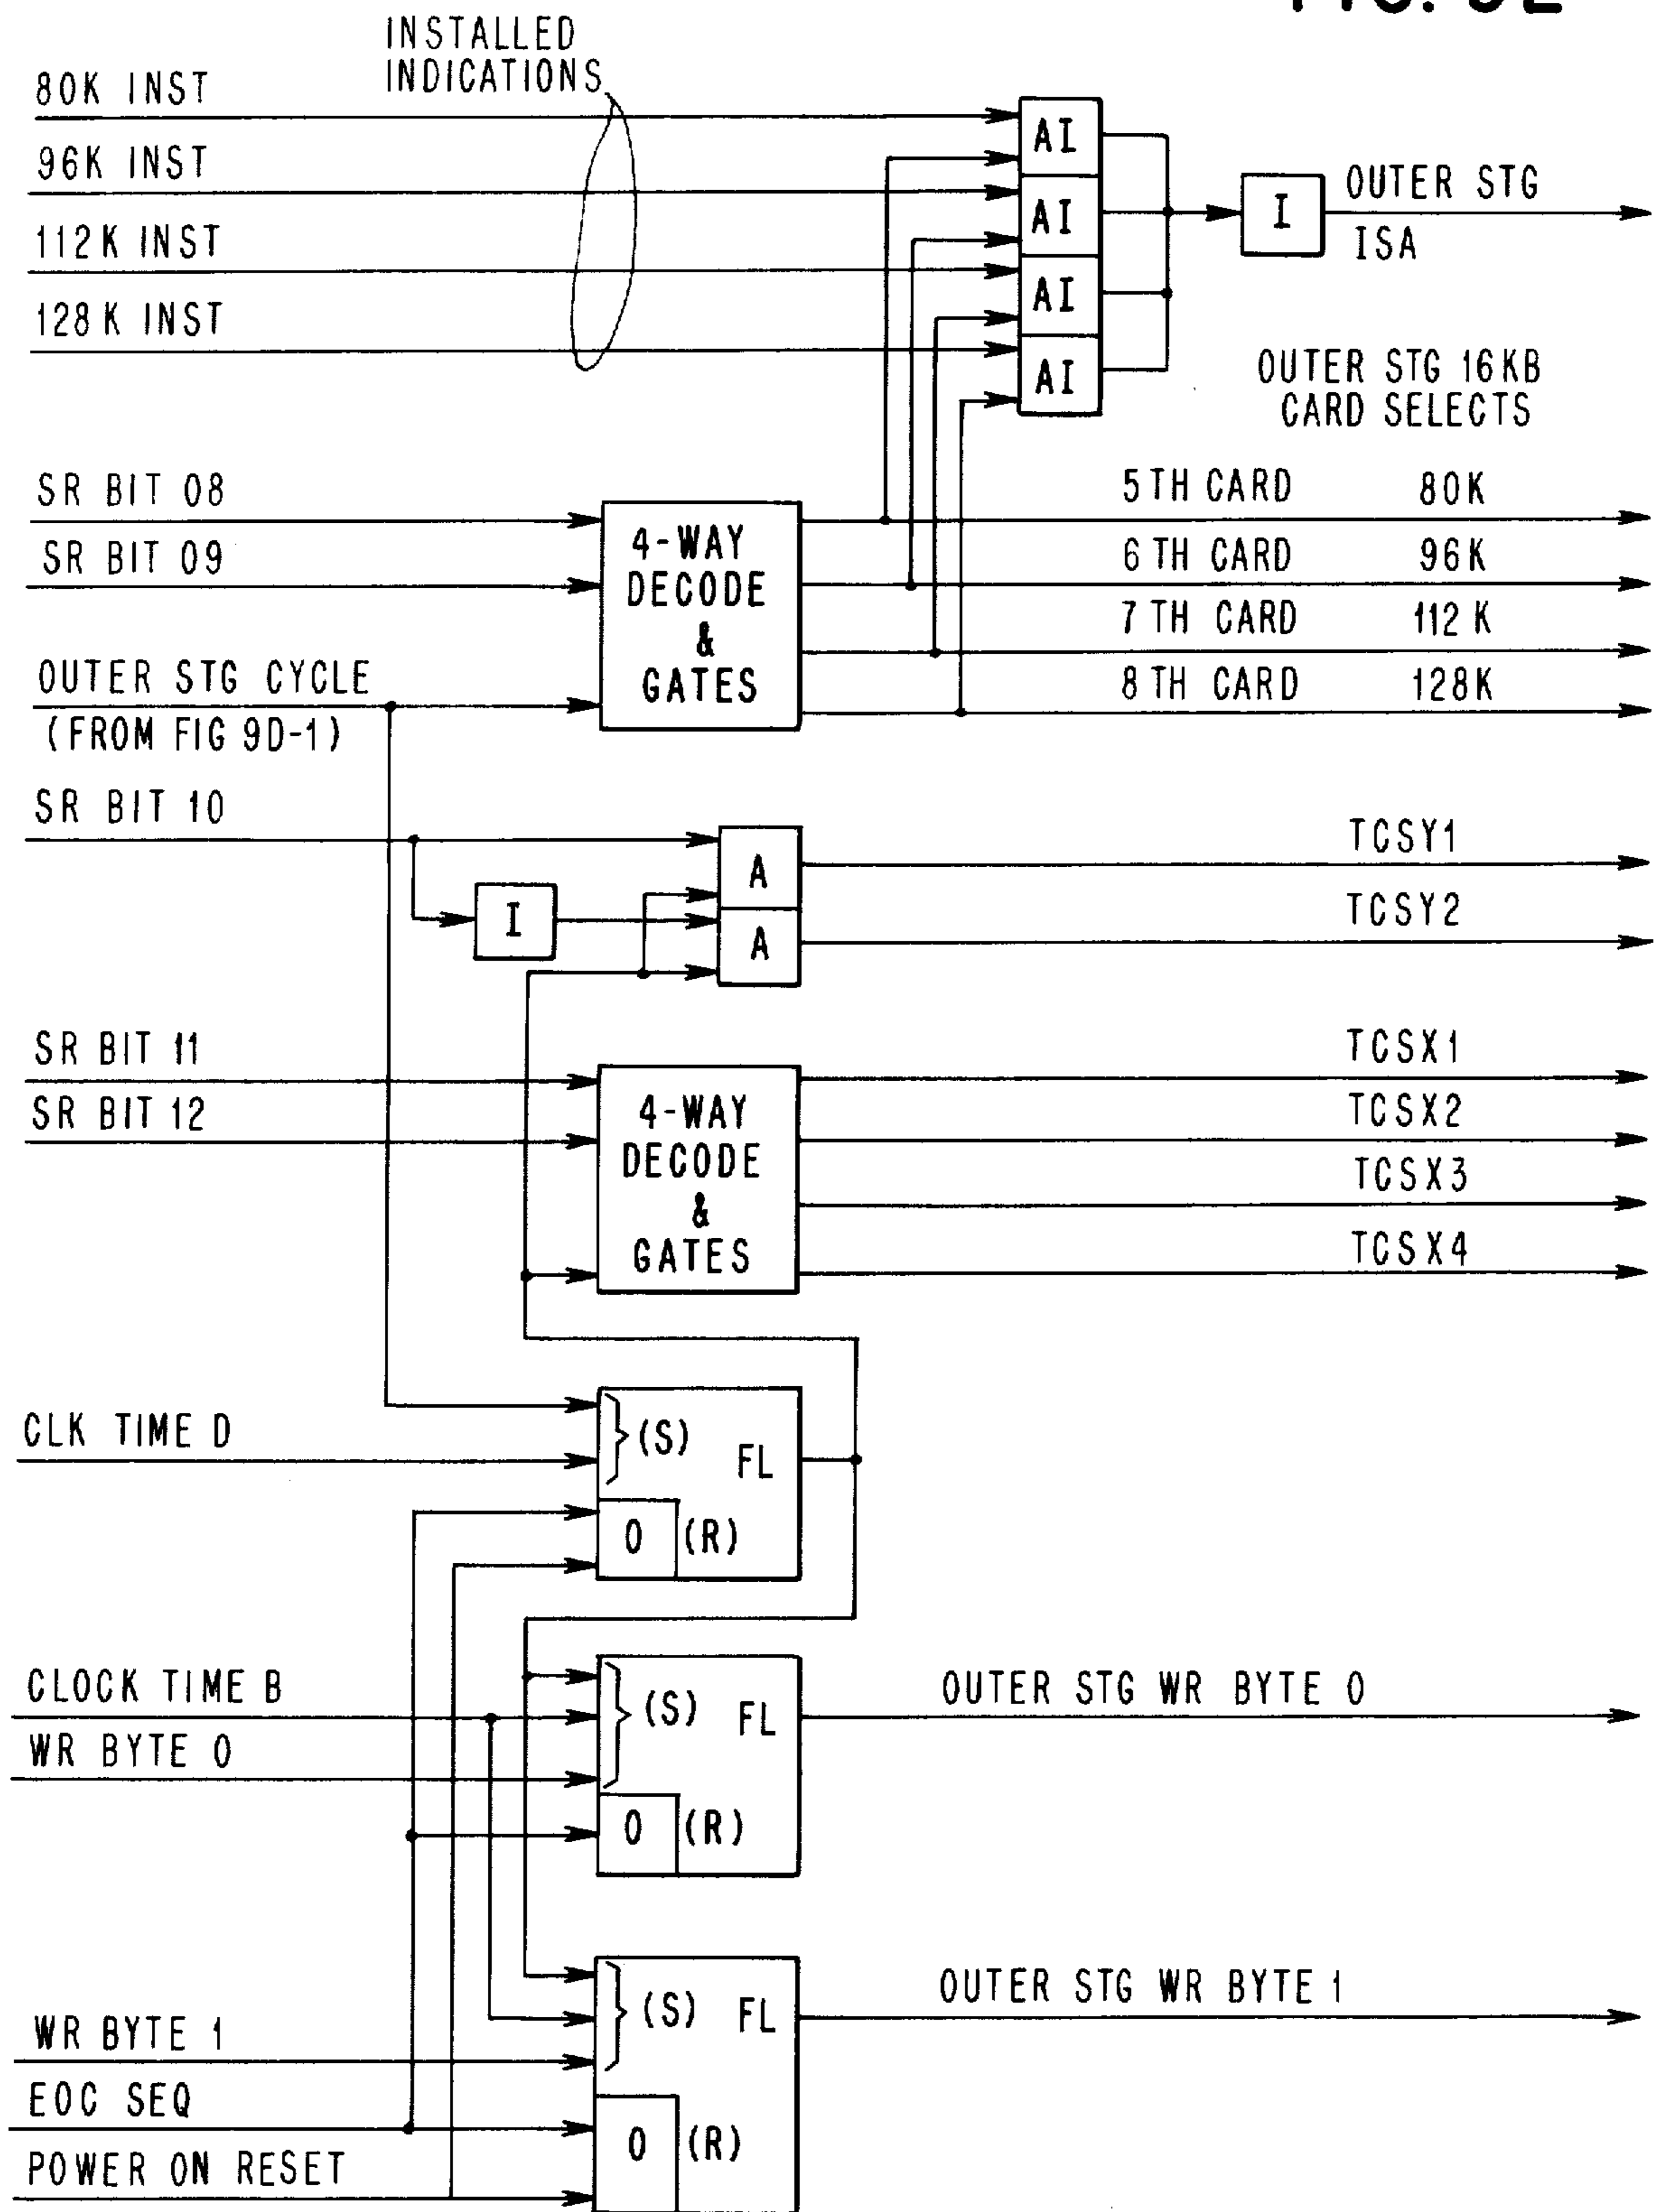 INSTALLED
INDICATIONS
80K INST
96K INST
112K INST
128K INST
AI
AI
AI
AI
I
OUTER STG
ISA
OUTER STG 16KB
CARD SELECTS
SR BIT 08
SR BIT 09
OUTER STG CYCLE
(FROM FIG 9D-1)
4-WAY
DECODE
&
GATES
5TH CARD 80K
6TH CARD 96K
7TH CARD 112K
8TH CARD 128K
SR BIT 10
I
A
A
TCSY1
TCSY2
SR BIT 11
SR BIT 12
4-WAY
DECODE
&
GATES
TCSX1
TCSX2
TCSX3
TCSX4
CLK TIME D
(S)
FL
O (R)
CLOCK TIME B
WR BYTE 0
(S) FL
O (R)
OUTER STG WR BYTE 0
WR BYTE 1
EOC SEQ
POWER ON RESET
(S) FL
O (R)
OUTER STG WR BYTE 1